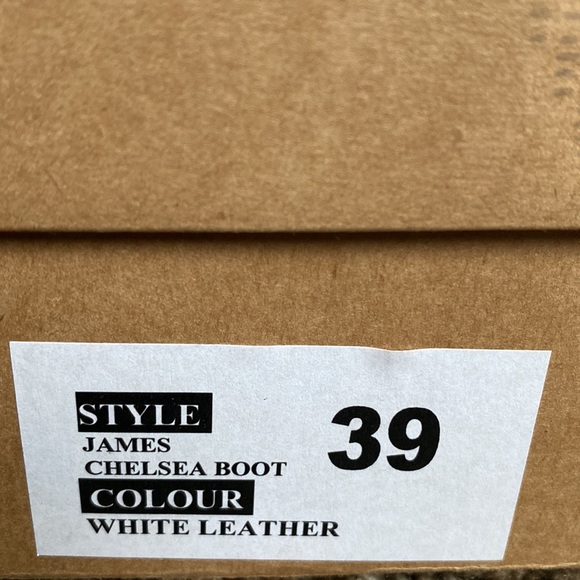 STYLE
JAMES
CHELSEA BOOT
COLOUR
WHITE LEATHER
39